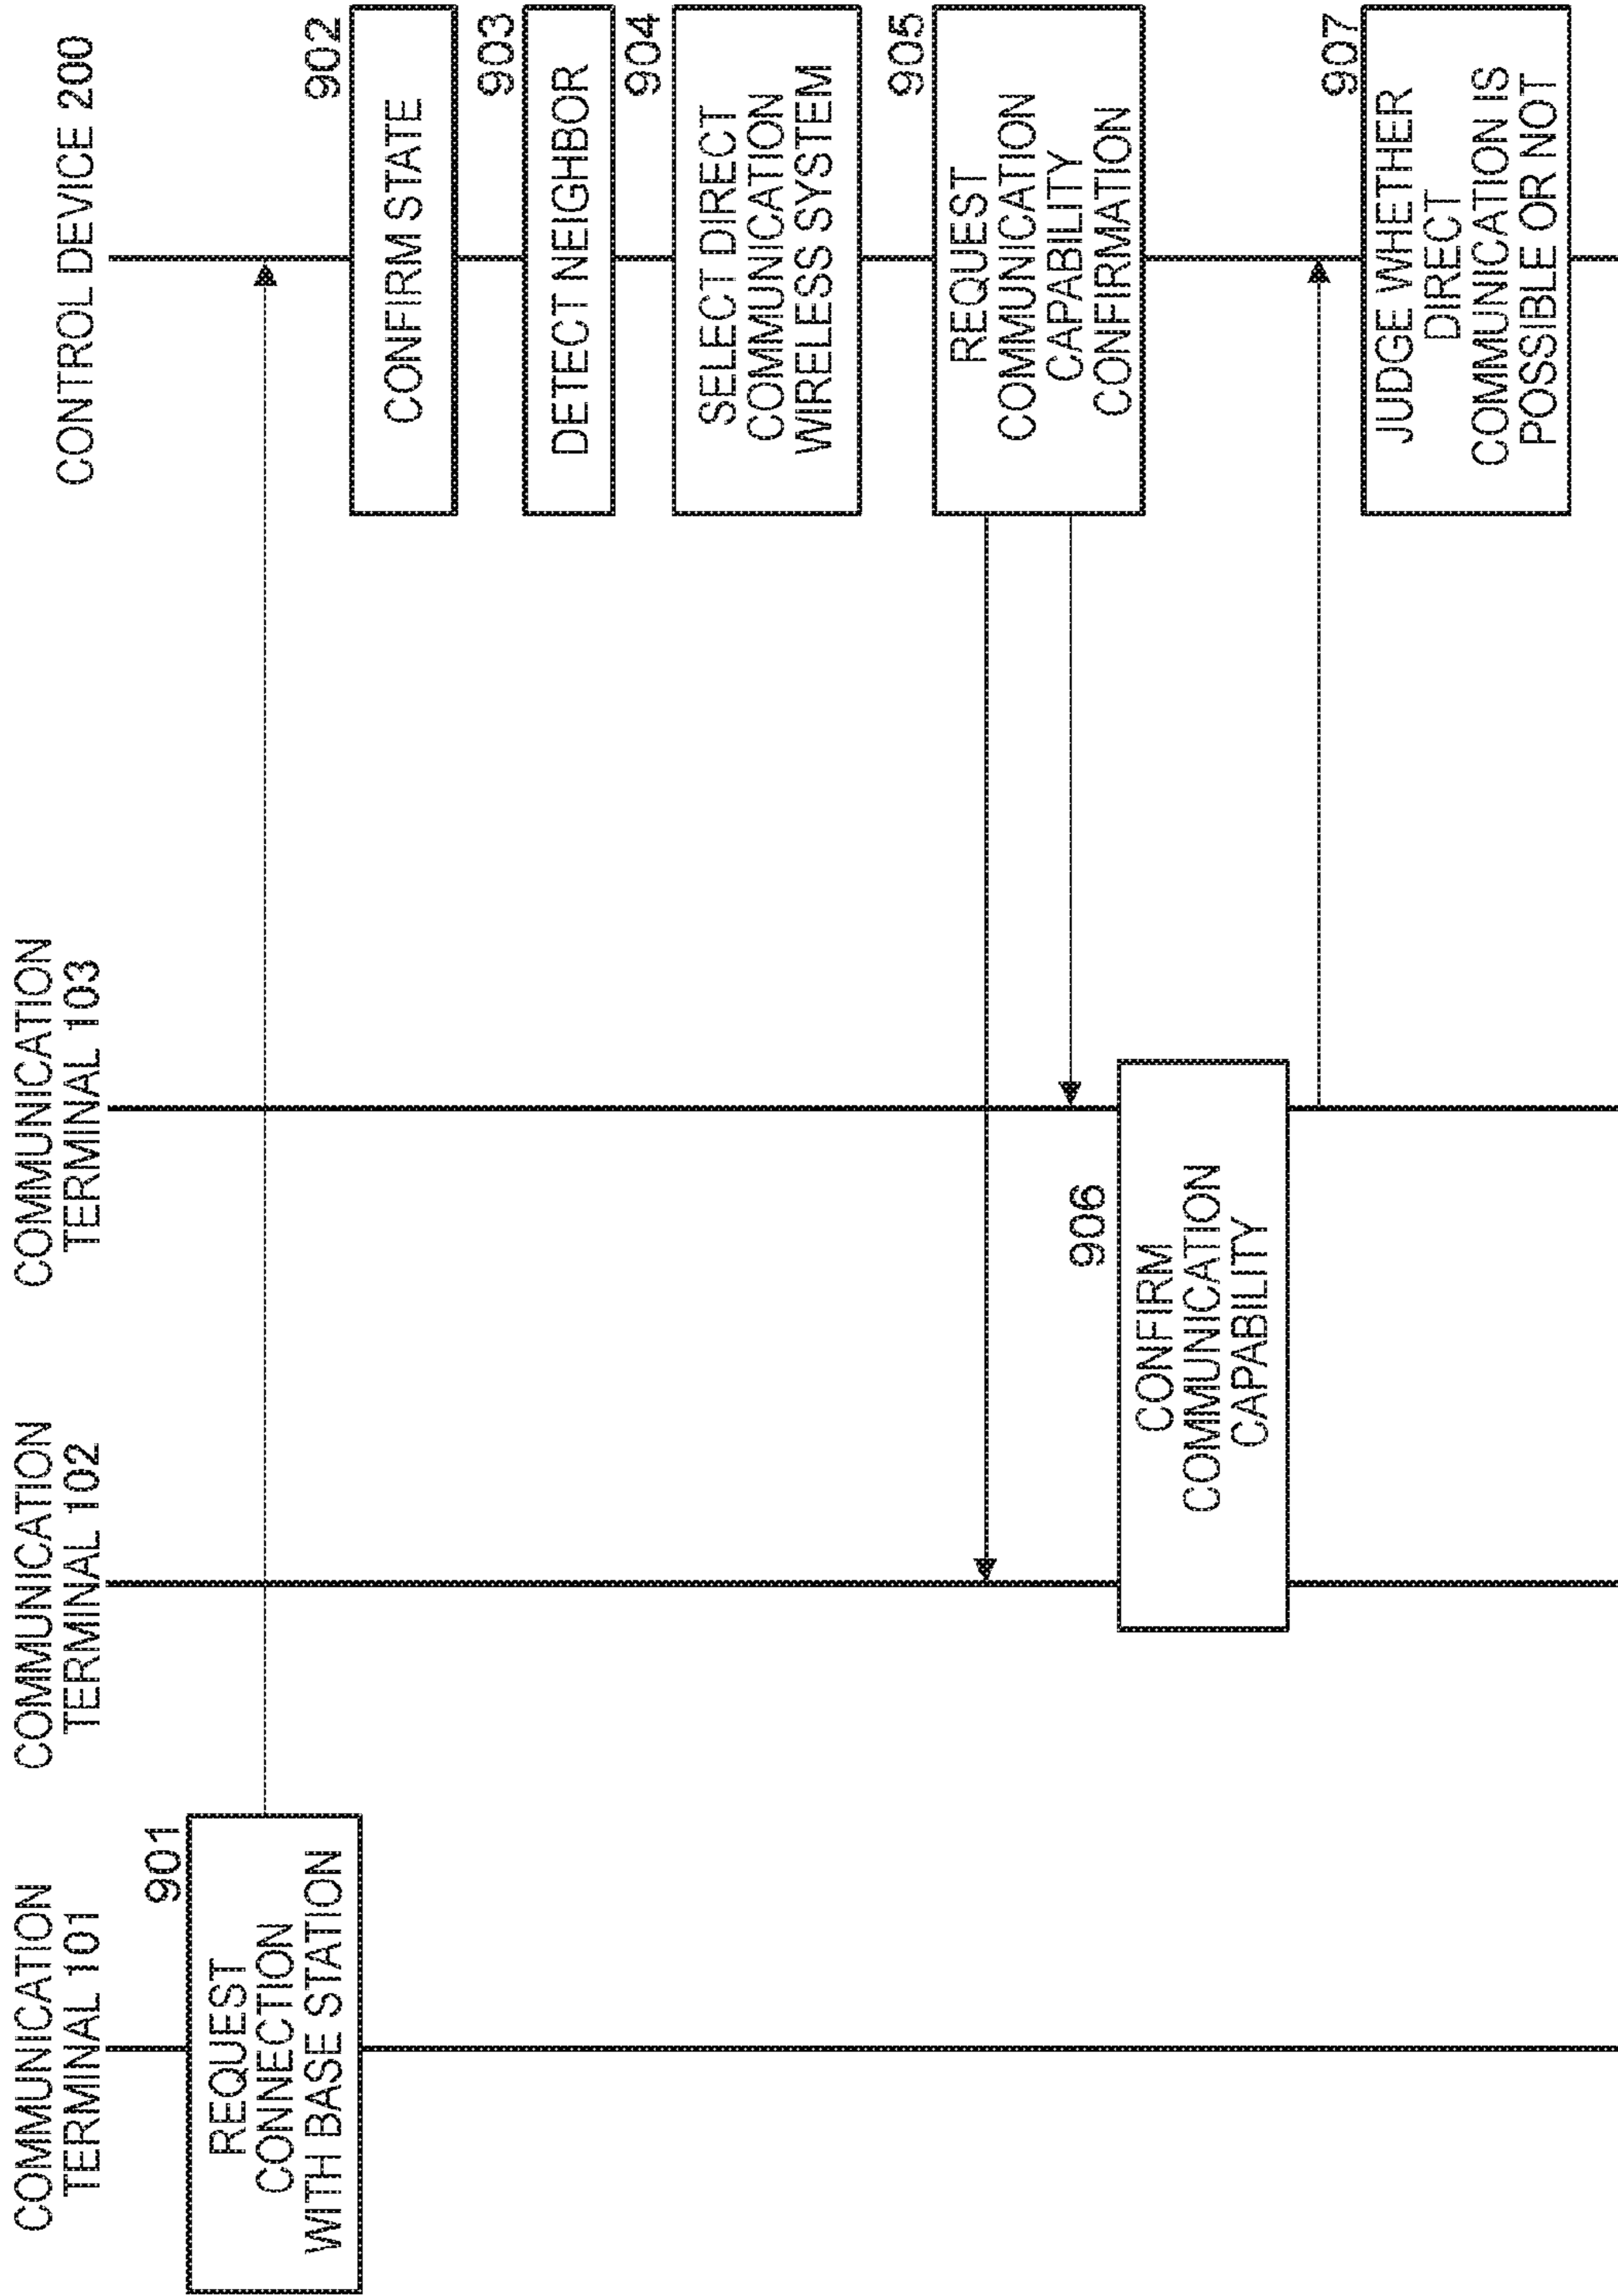 COMMUNICATION
TERMINAL 101
COMMUNICATION
TERMINAL 102
COMMUNICATION
TERMINAL 103
CONTROL DEVICE 200
901
REQUEST
CONNECTION
WITH BASE STATION
902
CONFIRM STATE
903
DETECT NEIGHBOR
904
SELECT DIRECT
COMMUNICATION
WIRELESS SYSTEM
905
REQUEST
COMMUNICATION
CAPABILITY
CONFIRMATION
906
CONFIRM
COMMUNICATION
CAPABILITY
907
JUDGE WHETHER
DIRECT
COMMUNICATION IS
POSSIBLE OR NOT